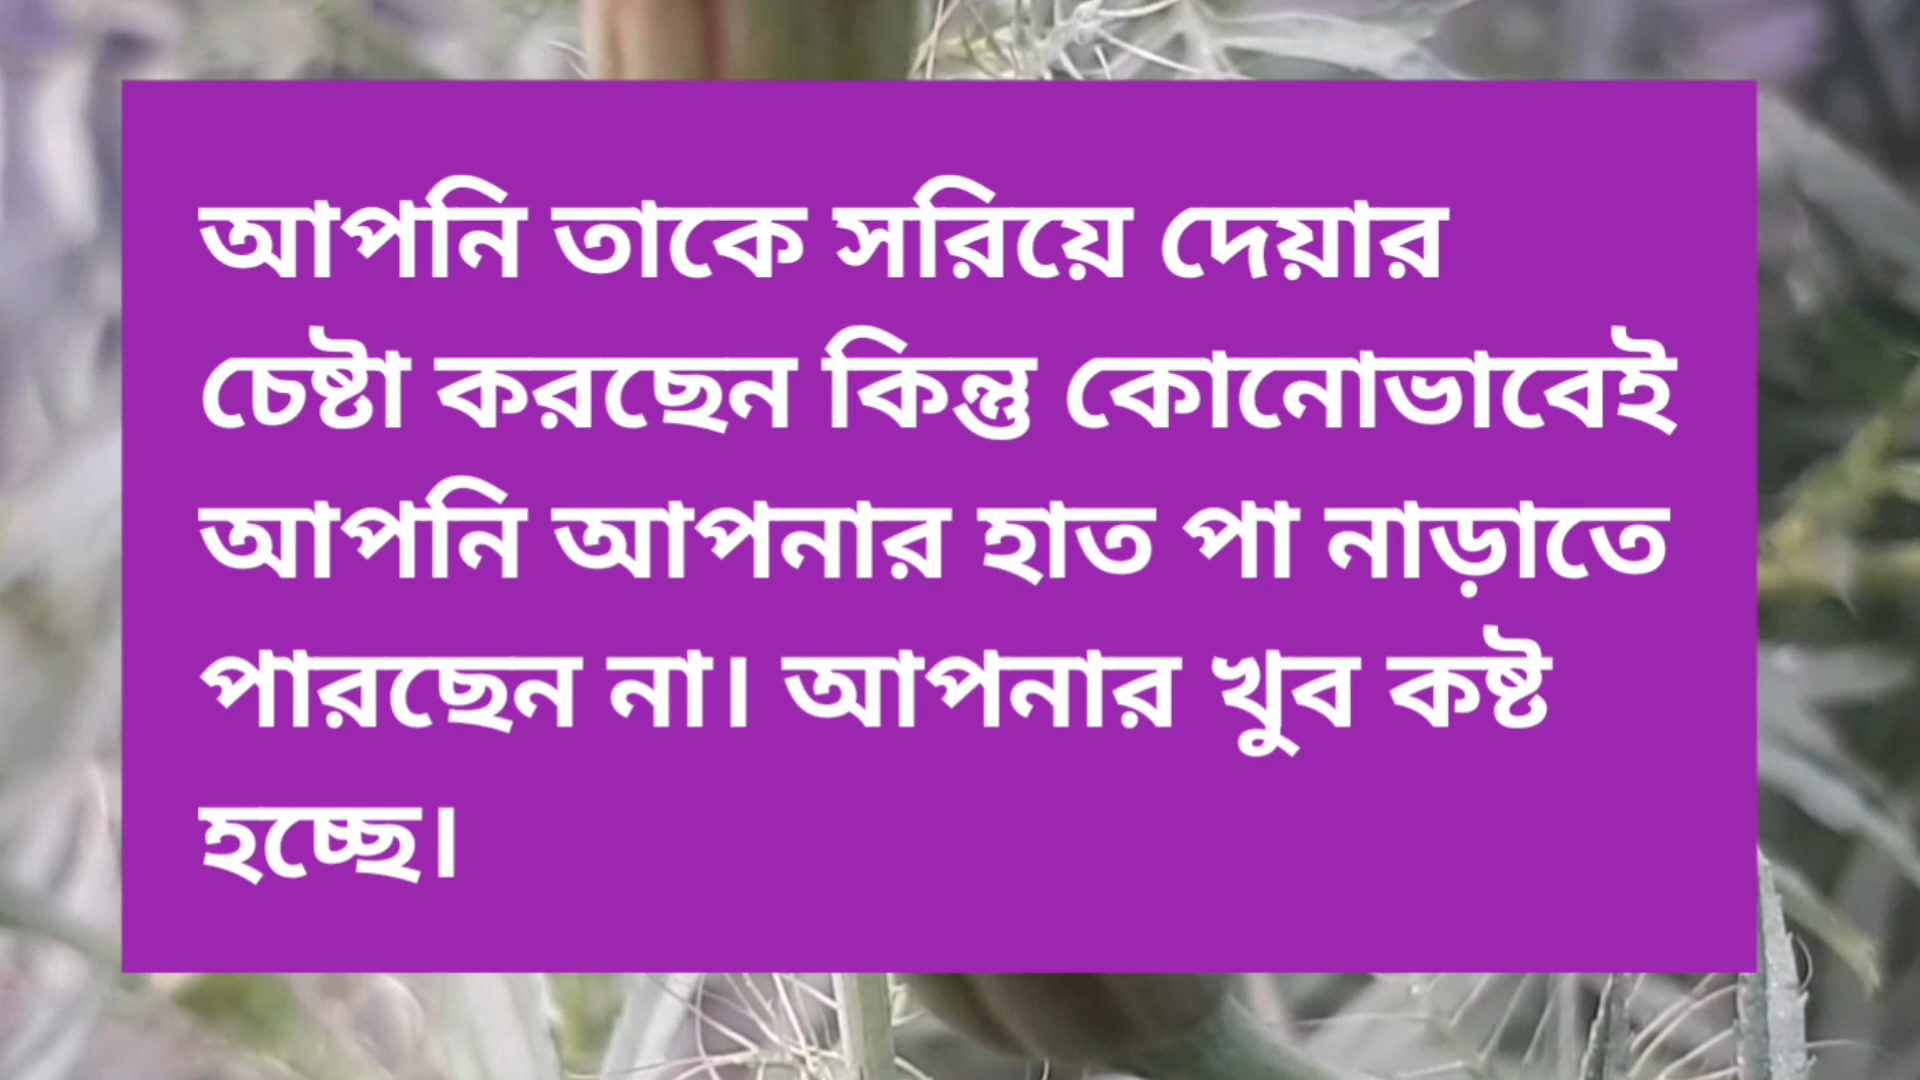 আপনি তাকে সরিয়ে দেয়ার
চেষ্টা করছেন কিন্তু কোনোভাবেই
আপনি আপনার হাত পা নাড়াতে
পারছেন না। আপনার খুব কষ্ট
হচ্ছে।